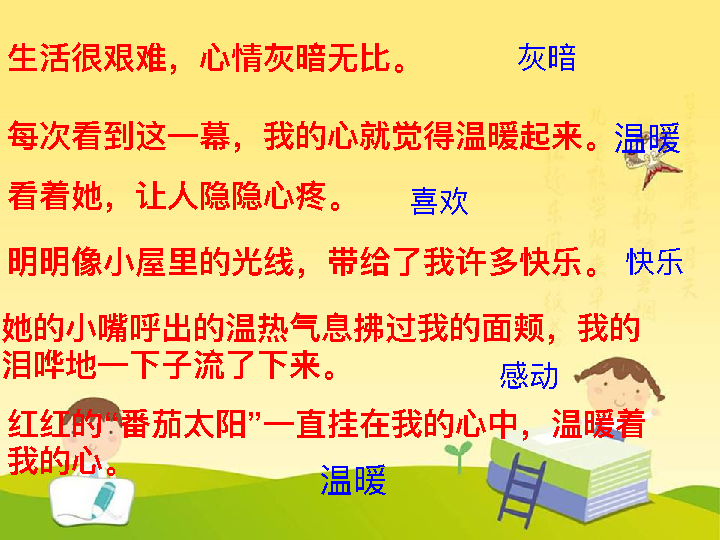 生活很艰难，心情灰暗无比。 灰暗
每次看到这一幕，我的心就觉得温暖起来。温暖
看着她，让人隐隐心疼。 喜欢
明明像小屋里的光线，带给了我许多快乐。 快乐
她的小嘴呼出的温热气息拂过我的面颊，我的
泪哗地一下子流了下来。 感动
红红的“番茄太阳”一直挂在我的心中，温暖着
我的心。
温暖